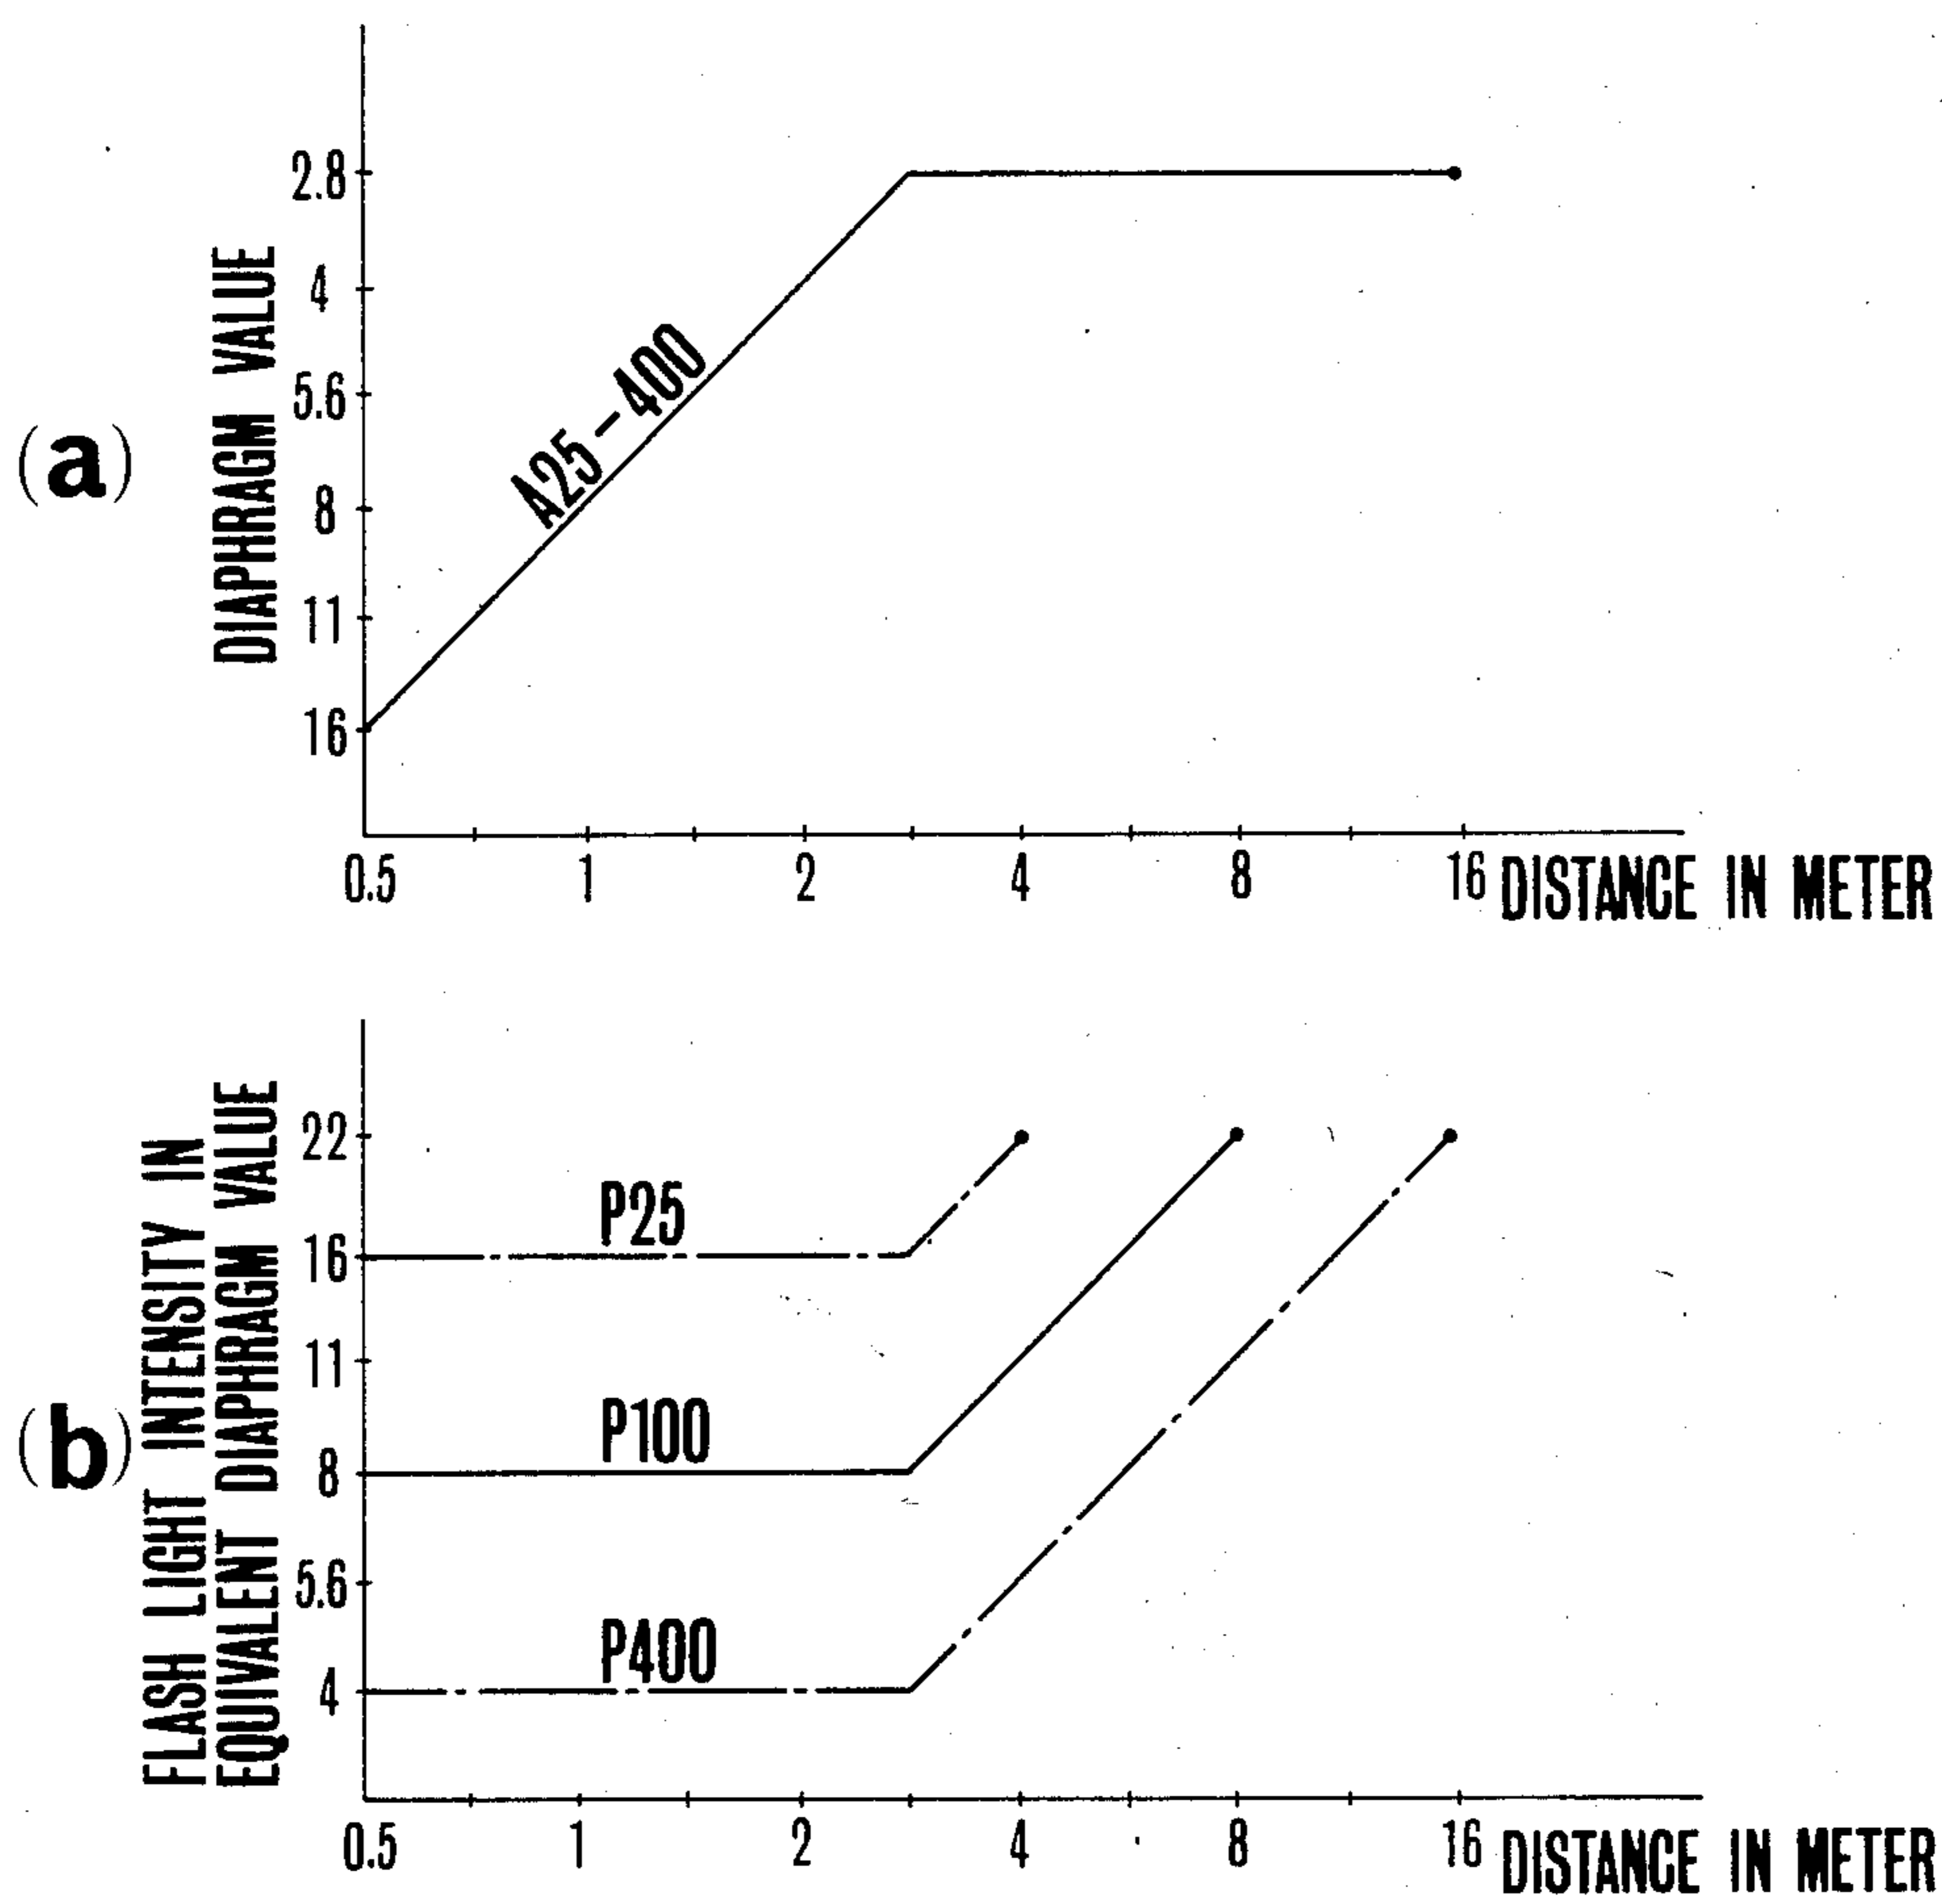 (a)
DIAPHRAGM VALUE
2.8
4
5.6
8
11
16
A25-400
0.5 1 2 4 8 16 DISTANCE IN METER
(b)
FLASH LIGHT INTENSITY IN
EQUIVALENT DIAPHRAGM VALUE
22
16
11
8
5.6
4
P25
P100
P400
0.5 1 2 4 8 16 DISTANCE IN METER